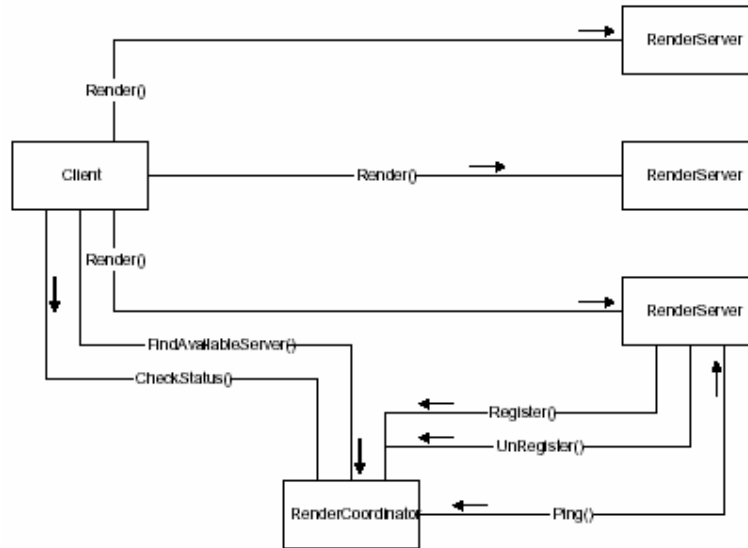 RenderServer
Render()
Client
Render()
RenderServer
Render()
RenderServer
FindAvailableServer()
CheckStatus()
Register()
UnRegister()
RenderCoordinator
Ping()